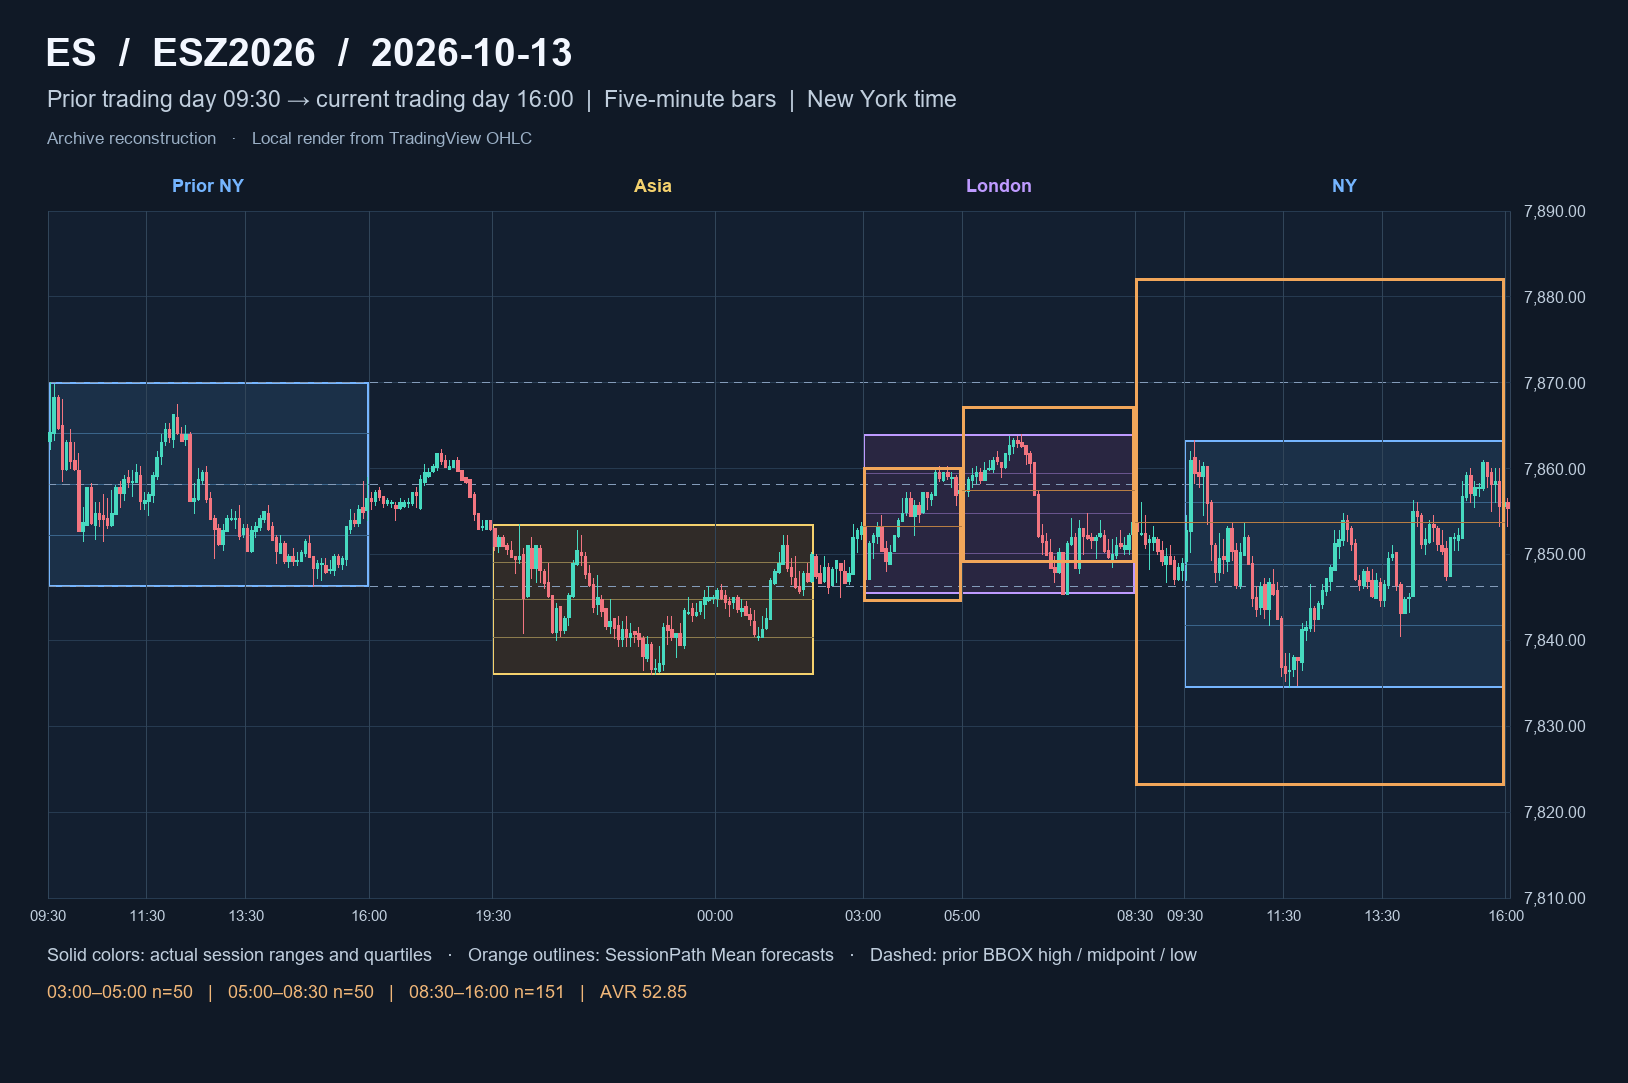 ES / ESZ2026 / 2026-10-13
Prior trading day 09:30 → current trading day 16:00 | Five-minute bars | New York time
Archive reconstruction · Local render from TradingView OHLC
Prior NY Asia London NY
7,890.00
7,880.00
7,870.00
7,860.00
7,850.00
7,840.00
7,830.00
7,820.00
7,810.00
09:30 11:30 13:30 16:00 19:30 00:00 03:00 05:00 08:30 09:30 11:30 13:30 16:00
Solid colors: actual session ranges and quartiles · Orange outlines: SessionPath Mean forecasts · Dashed: prior BBOX high / midpoint / low
03:00–05:00 n=50 | 05:00–08:30 n=50 | 08:30–16:00 n=151 | AVR 52.85